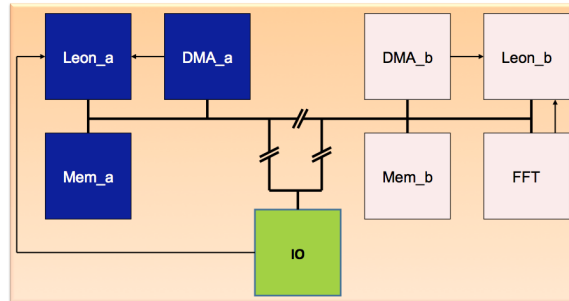 Leon_a
DMA_a
DMA_b
Leon_b
Mem_a
Mem_b
FFT
IO